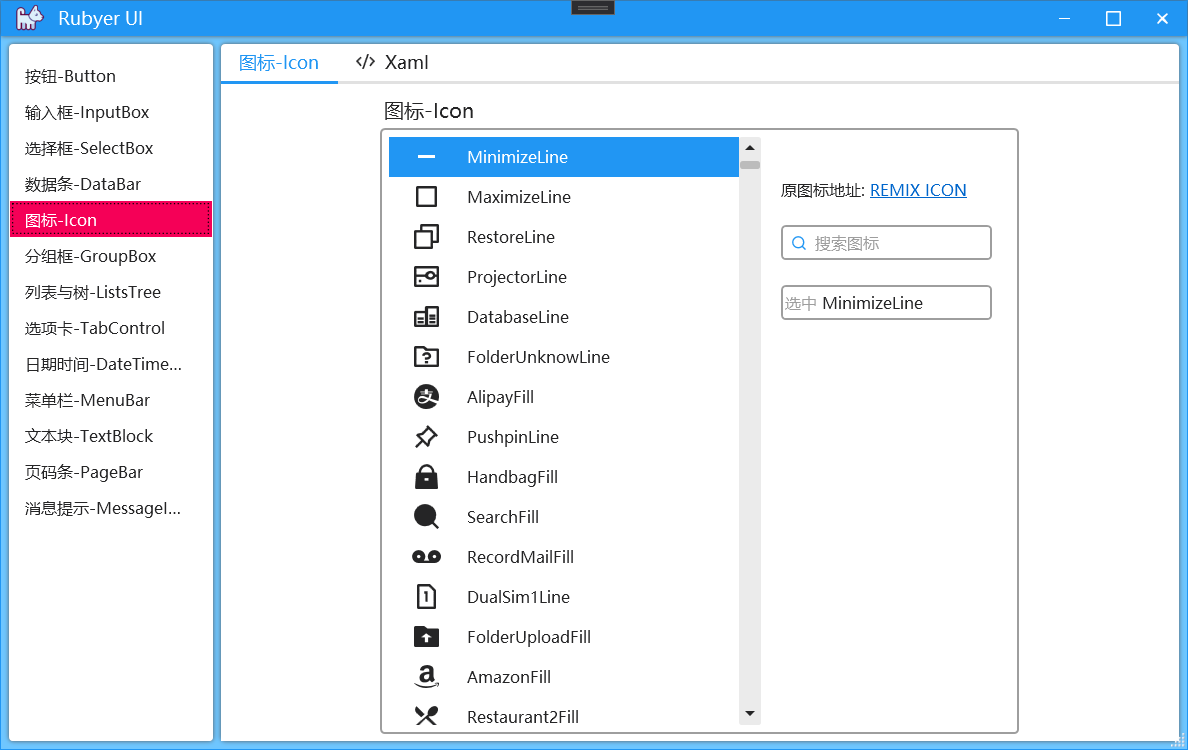 Rubyer UI
按钮-Button
输入框-InputBox
选择框-SelectBox
数据条-DataBar
图标-Icon
分组框-GroupBox
列表与树-ListsTree
选项卡-TabControl
日期时间-DateTime...
菜单栏-MenuBar
文本块-TextBlock
页码条-PageBar
消息提示-MessageI...
图标-Icon
</> Xaml
图标-Icon
MinimizeLine
MaximizeLine
RestoreLine
ProjectorLine
DatabaseLine
FolderUnknowLine
AlipayFill
PushpinLine
HandbagFill
SearchFill
RecordMailFill
DualSim1Line
FolderUploadFill
AmazonFill
Restaurant2Fill
原图标地址: REMIX ICON
搜索图标
选中 MinimizeLine